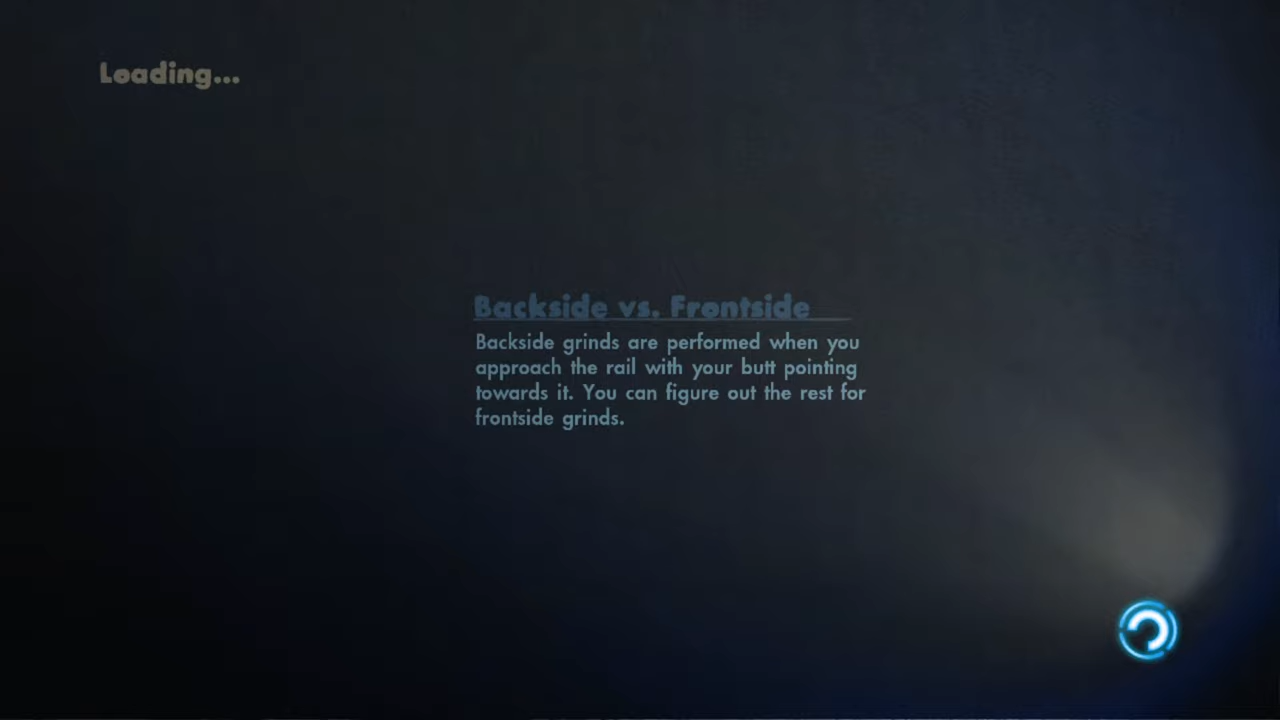 Loading...
Backside vs. Frontside
Backside grinds are performed when you
approach the rail with your butt pointing
towards it. You can figure out the rest for
frontside grinds.